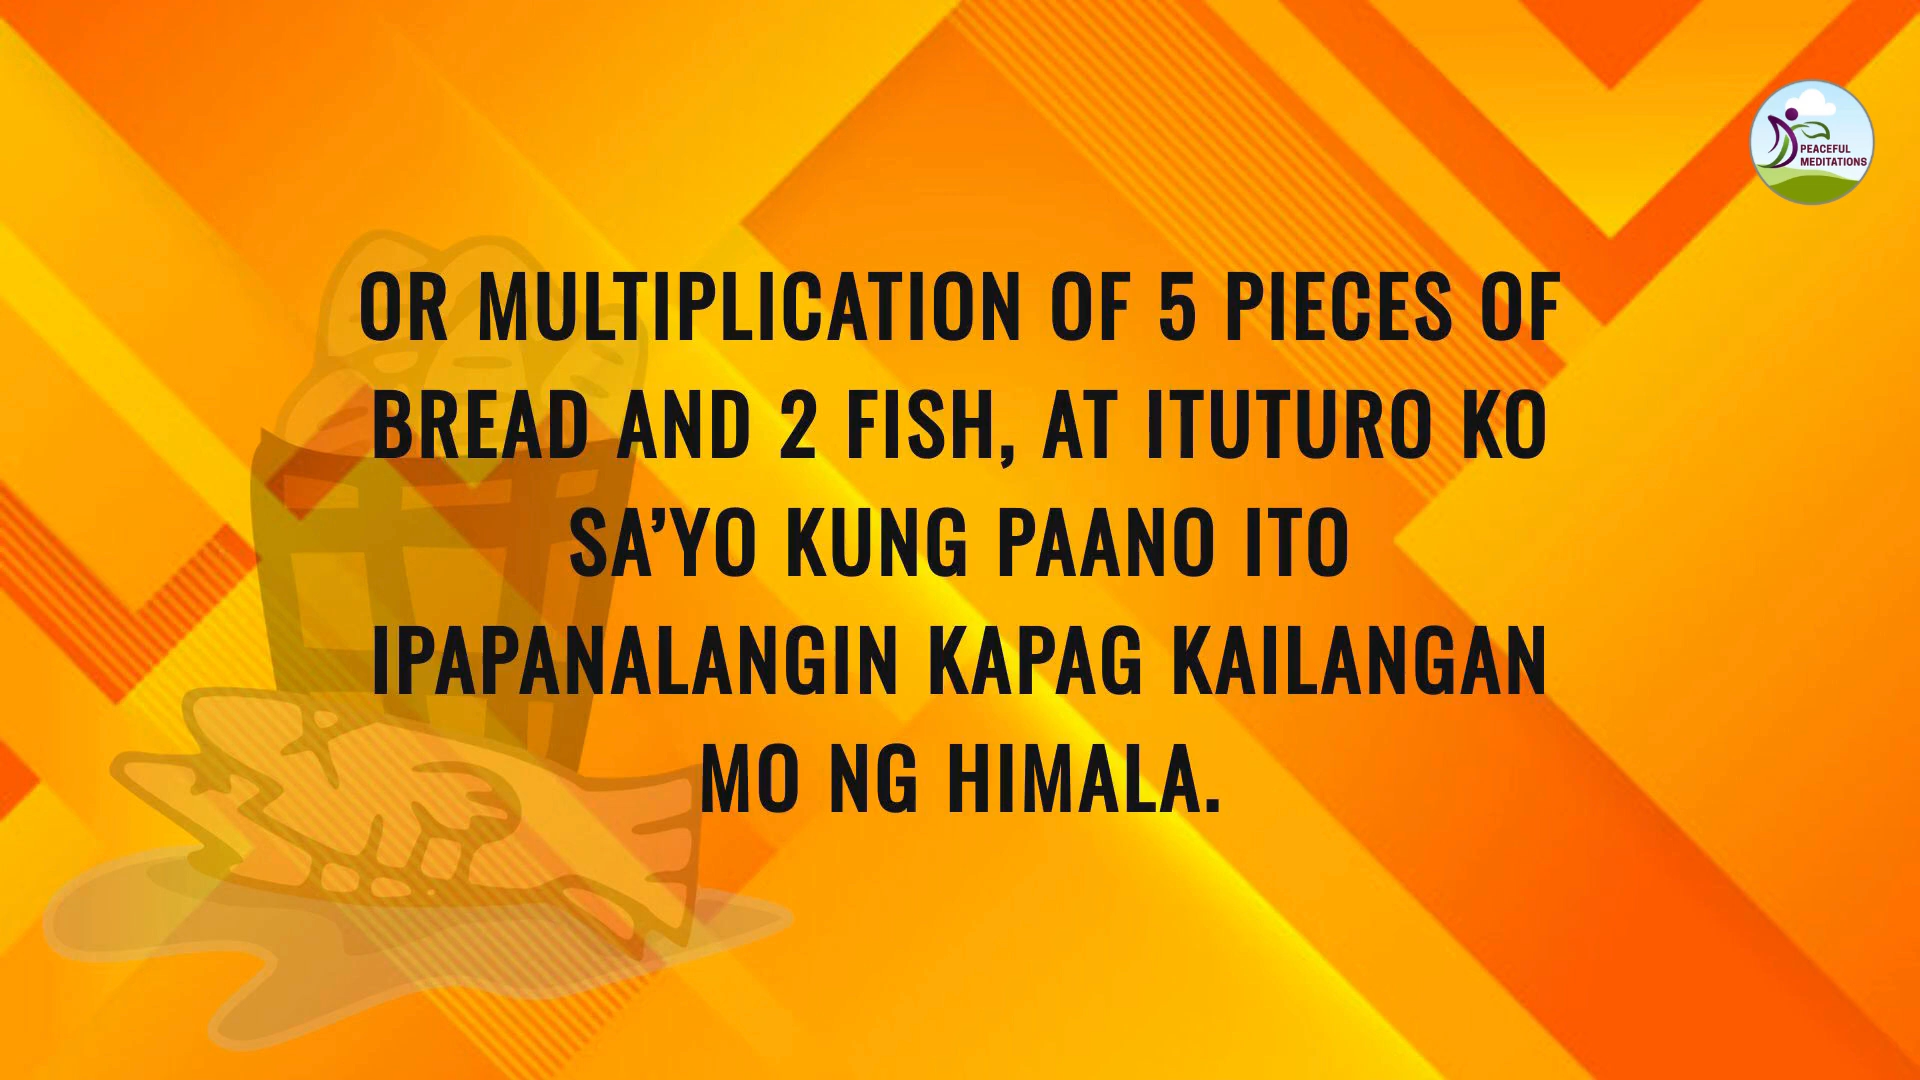 PEACEFUL
MEDITATIONS
OR MULTIPLICATION OF 5 PIECES OF
BREAD AND 2 FISH, AT ITUTURO KO
SA’YO KUNG PAANO ITO
IPAPANALANGIN KAPAG KAILANGAN
MO NG HIMALA.